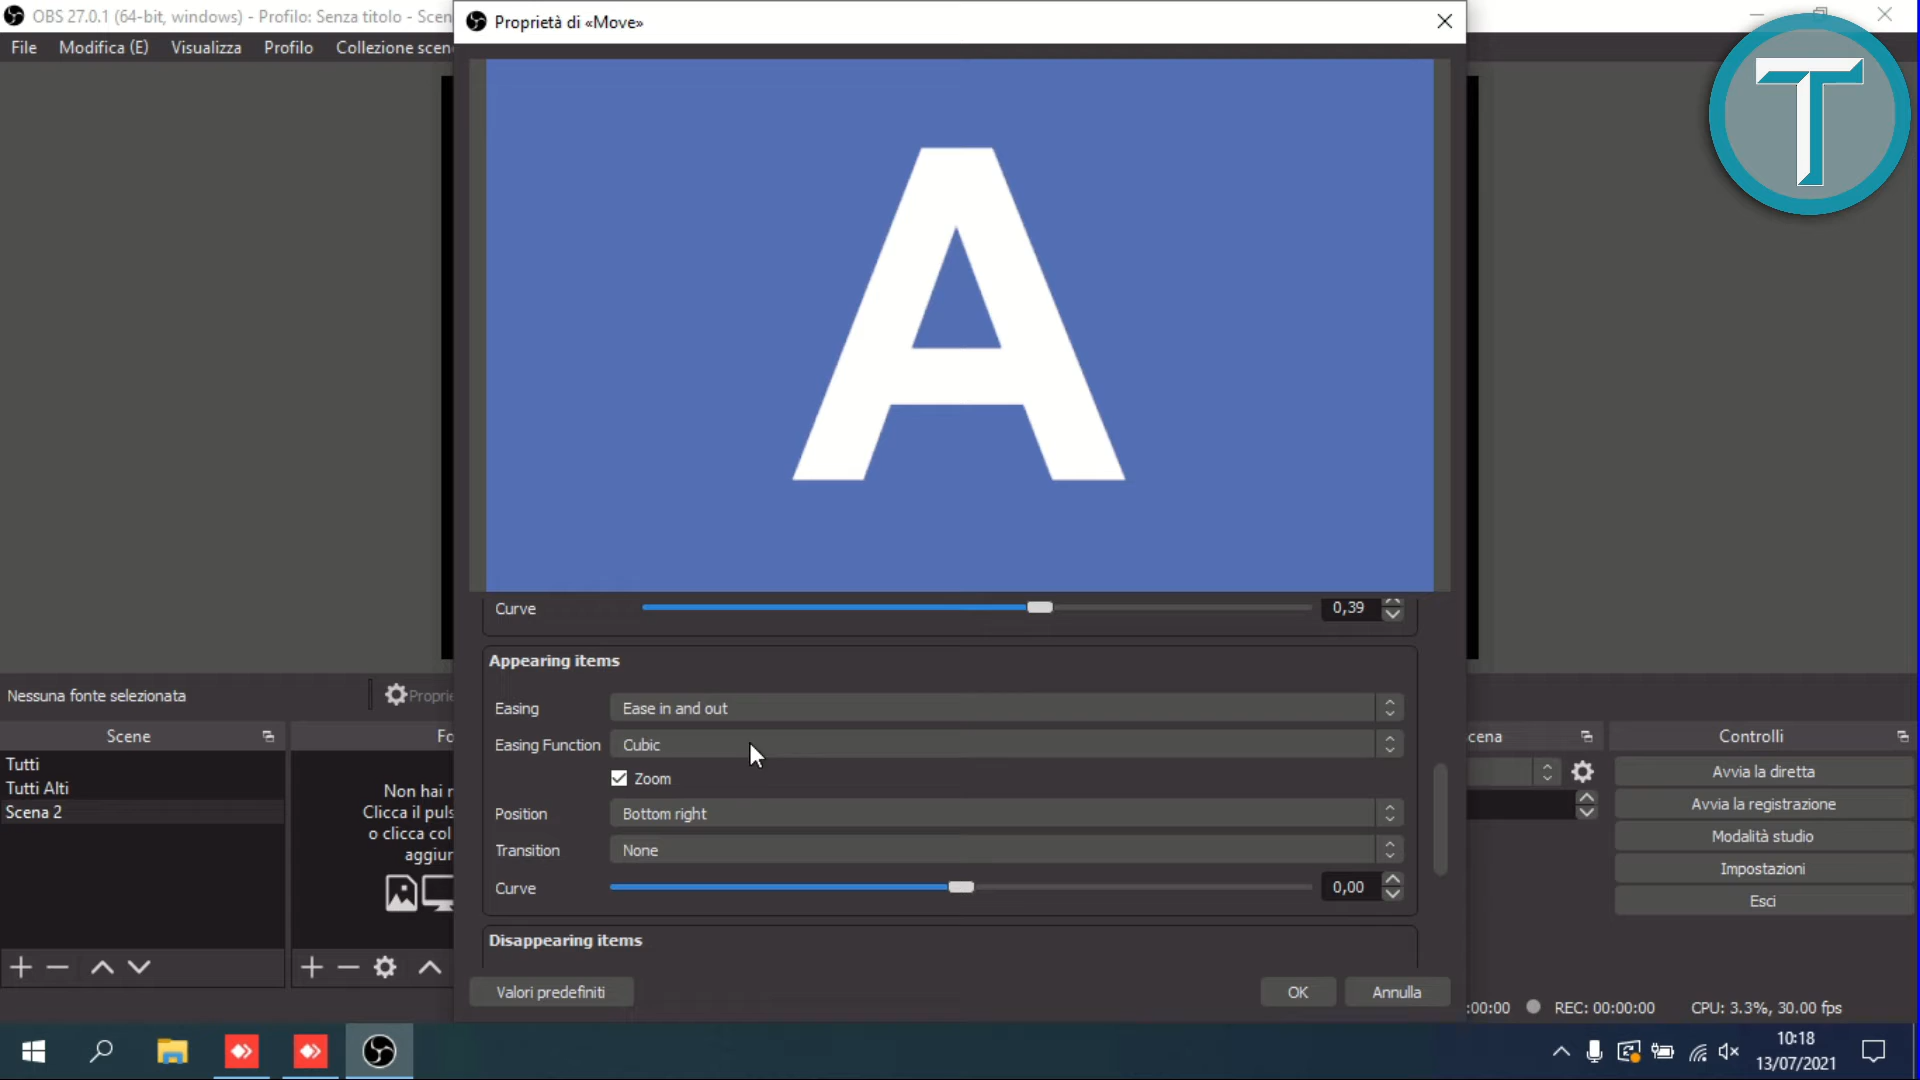 OBS 27.0.1 (64-bit, windows) - Profilo: Senza titolo - Scen
Proprietà di «Move»
File Modifica (E) Visualizza Profilo Collezione scen
T
A
Curve 0,39
Appearing items
Easing Ease in and out
Easing Function Cubic
Zoom
Position Bottom right
Transition None
Curve 0,00
Disappearing items
Valori predefiniti OK Annulla
Nessuna fonte selezionata
Proprie
Scene
Tutti
Tutti Alti
Scena 2
Fo
Non hai n
Clicca il puls
o clicca col
aggiun
cena
Controlli
Avvia la diretta
Avvia la registrazione
Modalità studio
Impostazioni
Esci
:00:00 REC: 00:00:00 CPU: 3.3%, 30.00 fps
10:18
13/07/2021